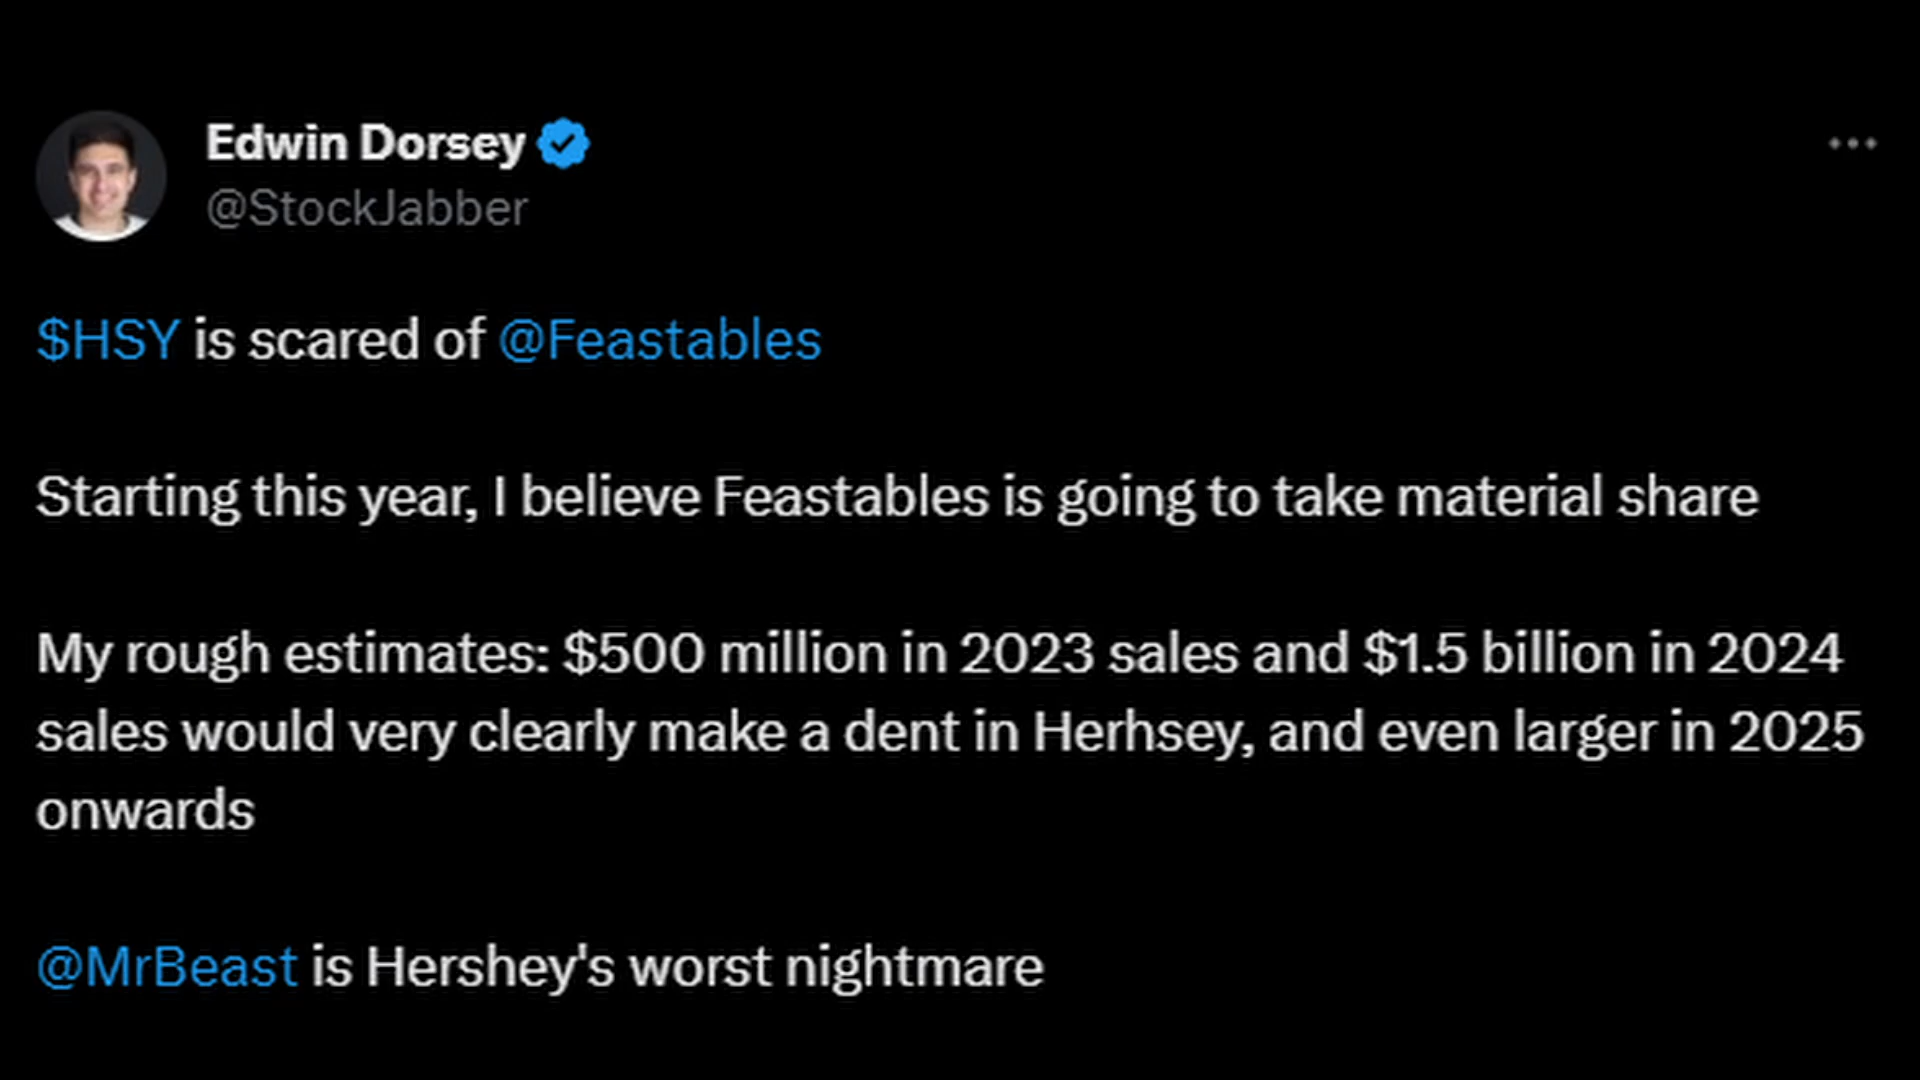 Edwin Dorsey
@StockJabber
$HSY is scared of @Feastables
Starting this year, I believe Feastables is going to take material share
My rough estimates: $500 million in 2023 sales and $1.5 billion in 2024
sales would very clearly make a dent in Herhsey, and even larger in 2025
onwards
@MrBeast is Hershey's worst nightmare